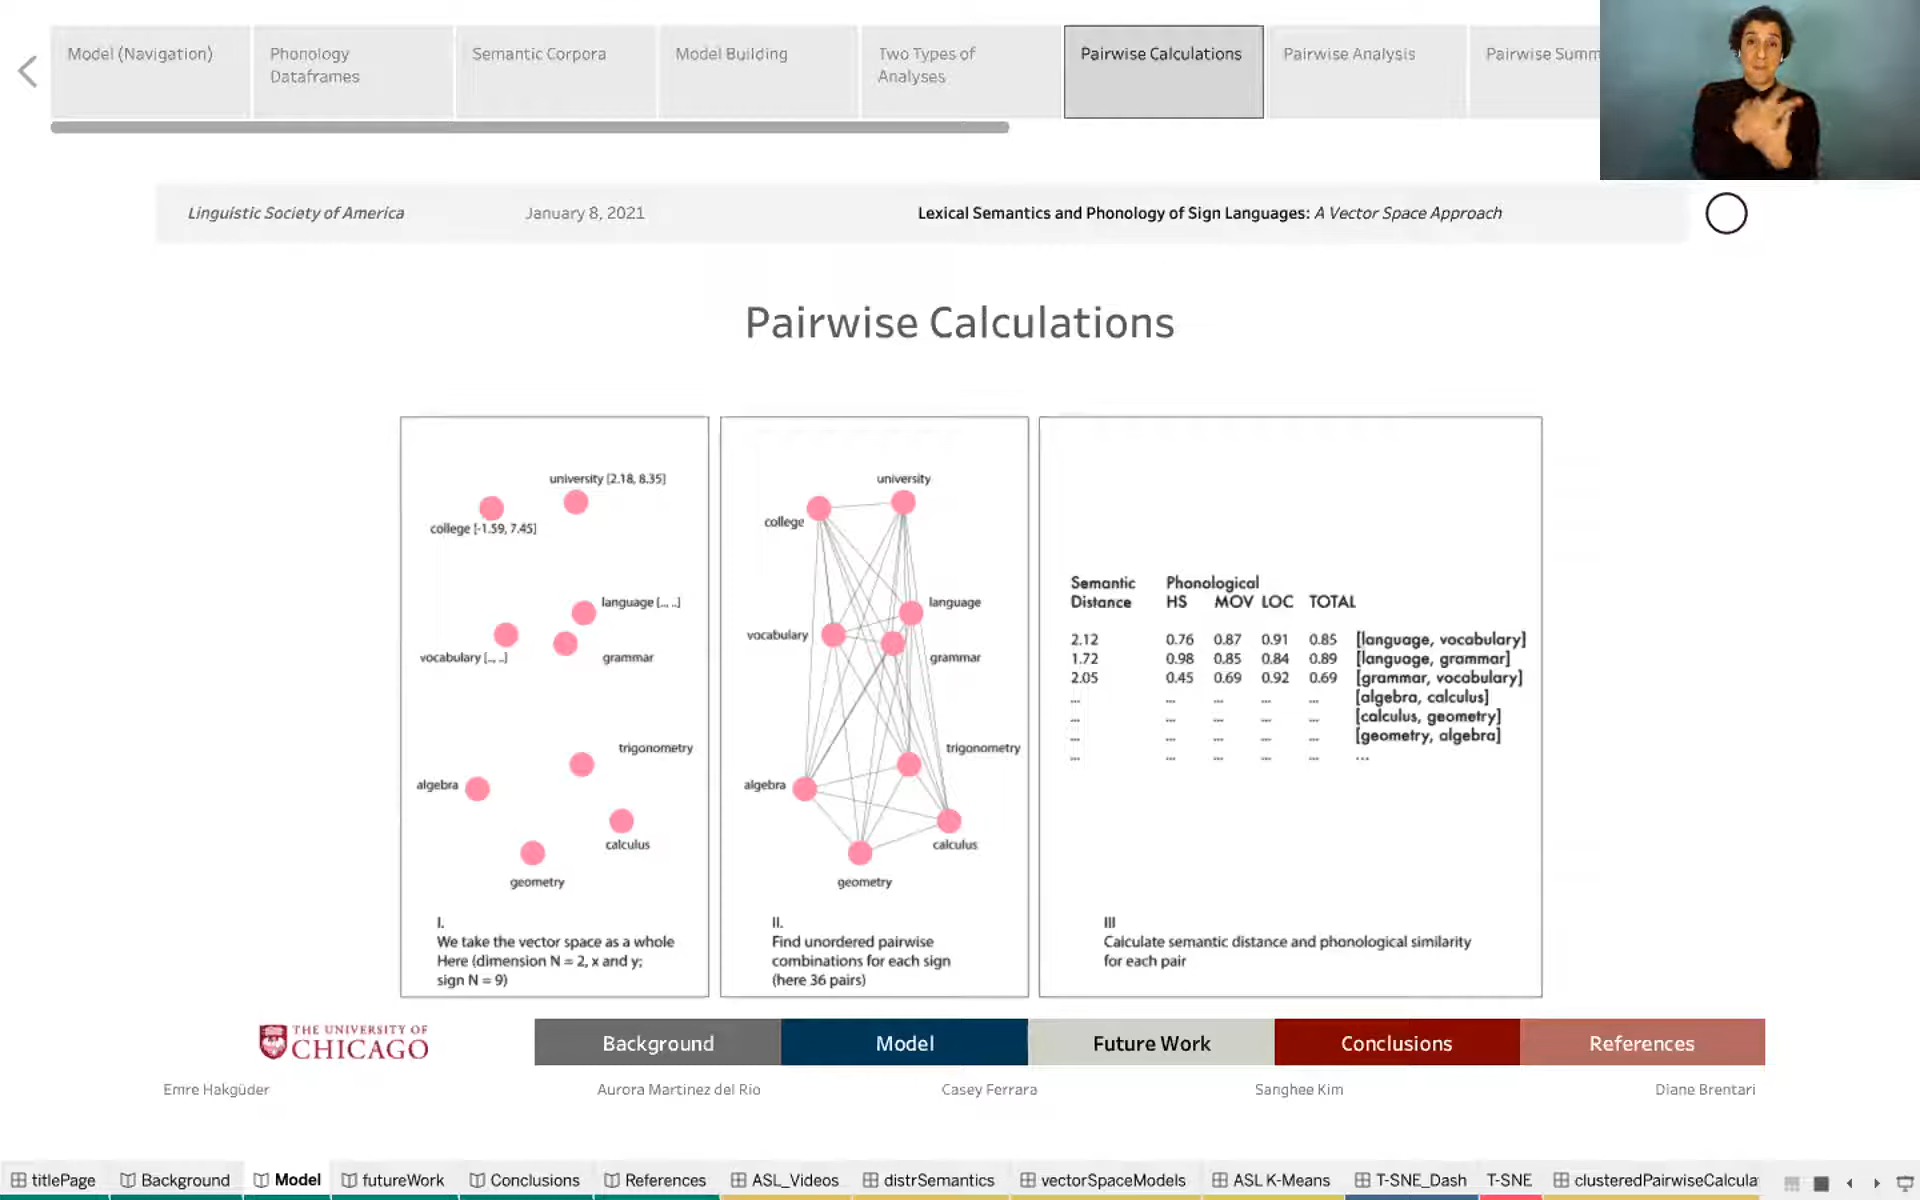 Model (Navigation)
Phonology
Dataframes
Semantic Corpora
Model Building
Two Types of
Analyses
Pairwise Calculations
Pairwise Analysis
Pairwise Summ
Linguistic Society of America
January 8, 2021
Lexical Semantics and Phonology of Sign Languages: A Vector Space Approach
Pairwise Calculations
university [2.18, 8.35]
college [-1.59, 7.45]
language [.., ..]
vocabulary [.., ..]
grammar
trigonometry
algebra
calculus
geometry
I.
We take the vector space as a whole
Here (dimension N = 2, x and y;
sign N = 9)
university
college
language
vocabulary
grammar
trigonometry
algebra
calculus
geometry
II.
Find unordered pairwise
combinations for each sign
(here 36 pairs)
Semantic Phonological
Distance HS MOV LOC TOTAL
2.12 0.76 0.87 0.91 0.85 [language, vocabulary]
1.72 0.98 0.85 0.84 0.89 [language, grammar]
2.05 0.45 0.69 0.92 0.69 [grammar, vocabulary]
... ... ... ... ... [algebra, calculus]
... ... ... ... ... [calculus, geometry]
... ... ... ... ... [geometry, algebra]
... ... ... ... ... ...
III
Calculate semantic distance and phonological similarity
for each pair
THE UNIVERSITY OF
CHICAGO
Background
Model
Future Work
Conclusions
References
Emre Hakgüder
Aurora Martinez del Rio
Casey Ferrara
Sanghee Kim
Diane Brentari
titlePage
Background
Model
futureWork
Conclusions
References
ASL_Videos
distrSemantics
vectorSpaceModels
ASL K-Means
T-SNE_Dash
T-SNE
clusteredPairwiseCalcula